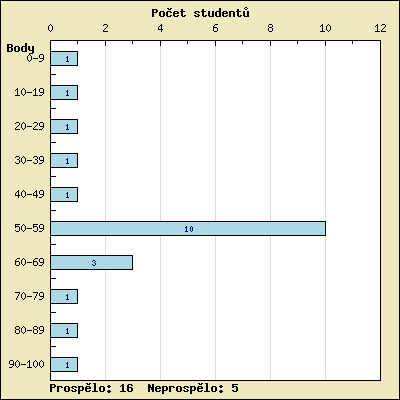 Počet studentů
0 2 4 6 8 10 12
Body
0-9 1
10-19 1
20-29 1
30-39 1
40-49 1
50-59 10
60-69 3
70-79 1
80-89 1
90-100 1
Prospělo: 16 Neprospělo: 5